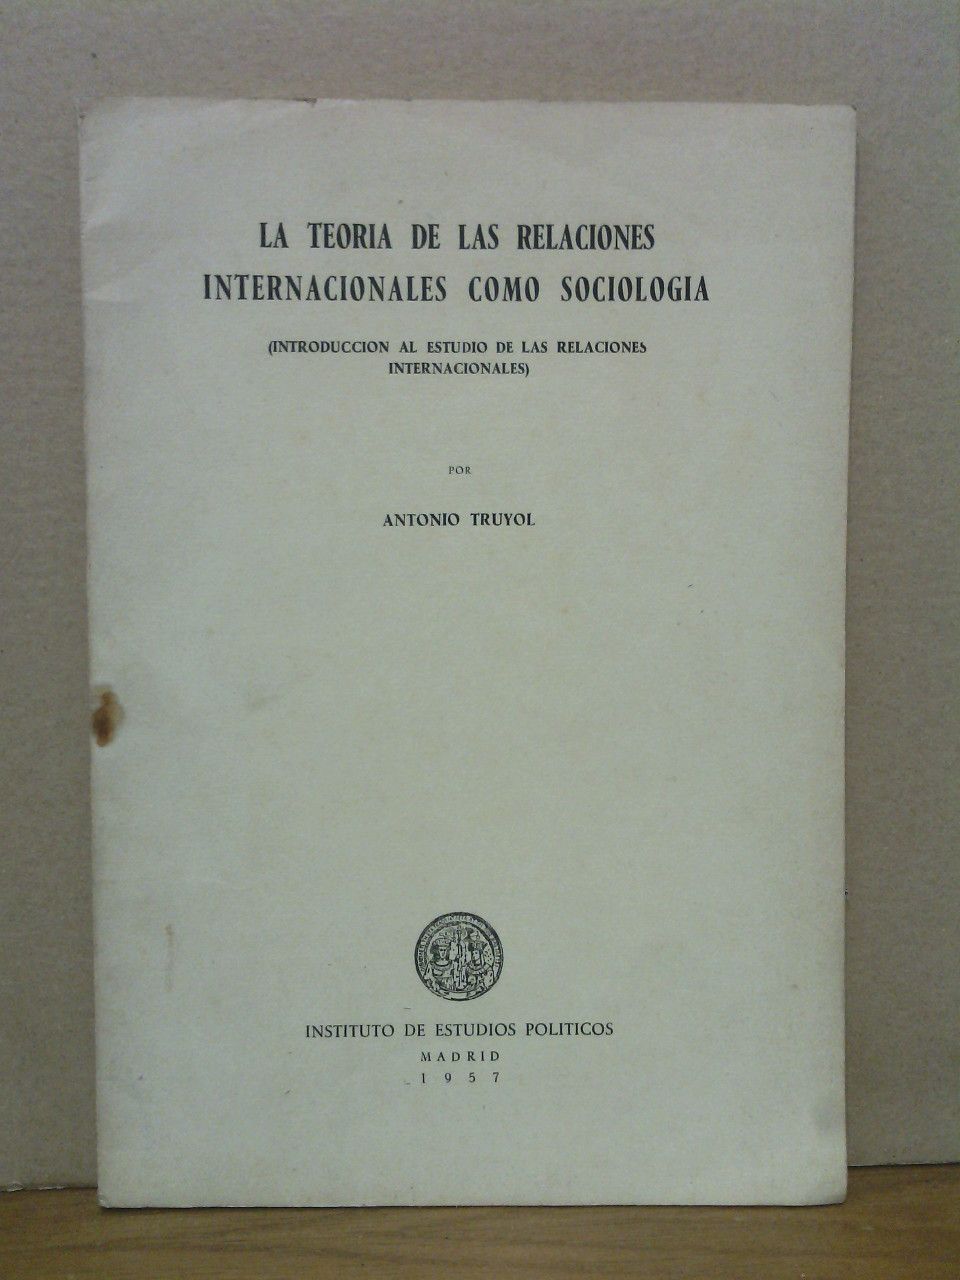 LA TEORIA DE LAS RELACIONES
INTERNACIONALES COMO SOCIOLOGIA
(INTRODUCCION AL ESTUDIO DE LAS RELACIONES
INTERNACIONALES)
POR
ANTONIO TRUYOL
INSTITUTO DE ESTUDIOS POLITICOS
MADRID
1957